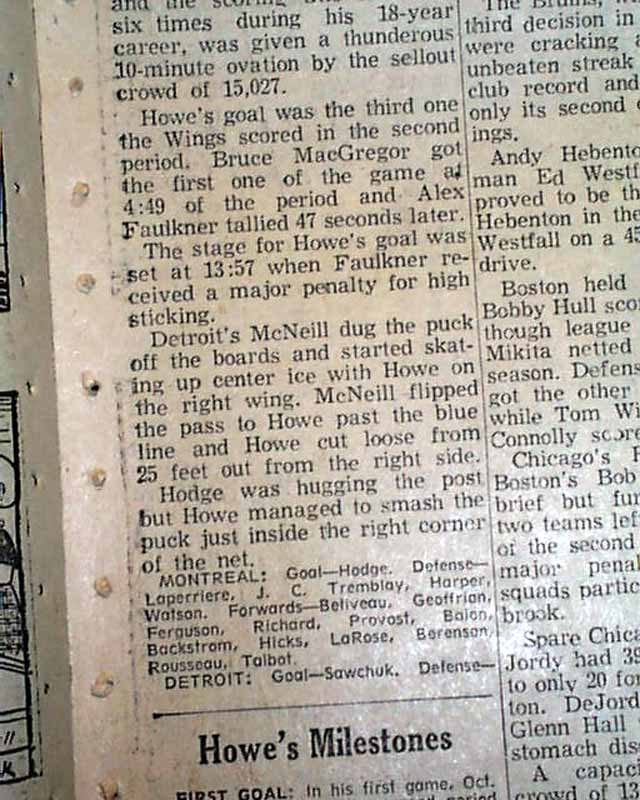 and the scoring
six times during his 18-year
career, was given a thunderous
10-minute ovation by the sellout
crowd of 15,027.
Howe's goal was the third one
the Wings scored in the second
period. Bruce MacGregor got
the first one of the game at
4:49 of the period and Alex
Faulkner tallied 47 seconds later.
The stage for Howe's goal was
set at 13:57 when Faulkner re-
ceived a major penalty for high
sticking.
Detroit's McNeill dug the puck
off the boards and started skat-
ing up center ice with Howe on
the right wing. McNeill flipped
the pass to Howe past the blue
line and Howe cut loose from
25 feet out from the right side.
Hodge was hugging the post
but Howe managed to smash the
puck just inside the right corner
of the net.
MONTREAL: Goal—Hodge. Defense—
Laperriere, J. C. Tremblay, Harper,
Watson. Forwards—Beliveau, Geoffrion,
Ferguson, Richard, Provost, Balon,
Backstrom, Hicks, LaRose, Berenson,
Rousseau, Talbot.
DETROIT: Goal—Sawchuk. Defense—
Howe's Milestones
FIRST GOAL: In his first game, Oct.
period
The Bruins,
third decision in
were cracking
unbeaten streak
club record and
only its second
ings.
Andy Hebento
man Ed Westf
proved to be th
Hebenton in the
Westfall on a 45
drive.
Boston held
Bobby Hull scor
though league
Mikita netted
season. Defens
got the other
while Tom Wi
Connolly score
Chicago's
Boston's Bob
brief but fur
two teams left
of the second
major penal
squads partic
brook.
Spare Chica
Jordy had 39
to only 20 for
ton. DeJord
Glenn Hall
stomach dis
A capaci
crowd of 13